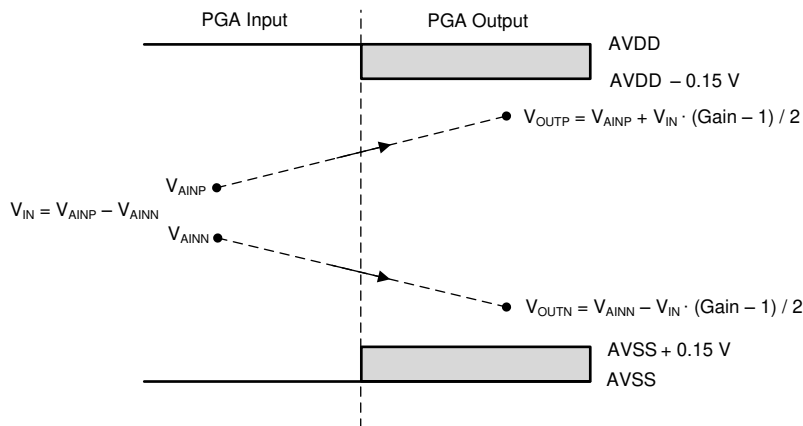 PGA Input
PGA Output
AVDD
AVDD – 0.15 V
V_OUTP = V_AINP + V_IN · (Gain – 1) / 2
V_AINP
V_IN = V_AINP – V_AINN
V_AINN
V_OUTN = V_AINN – V_IN · (Gain – 1) / 2
AVSS + 0.15 V
AVSS